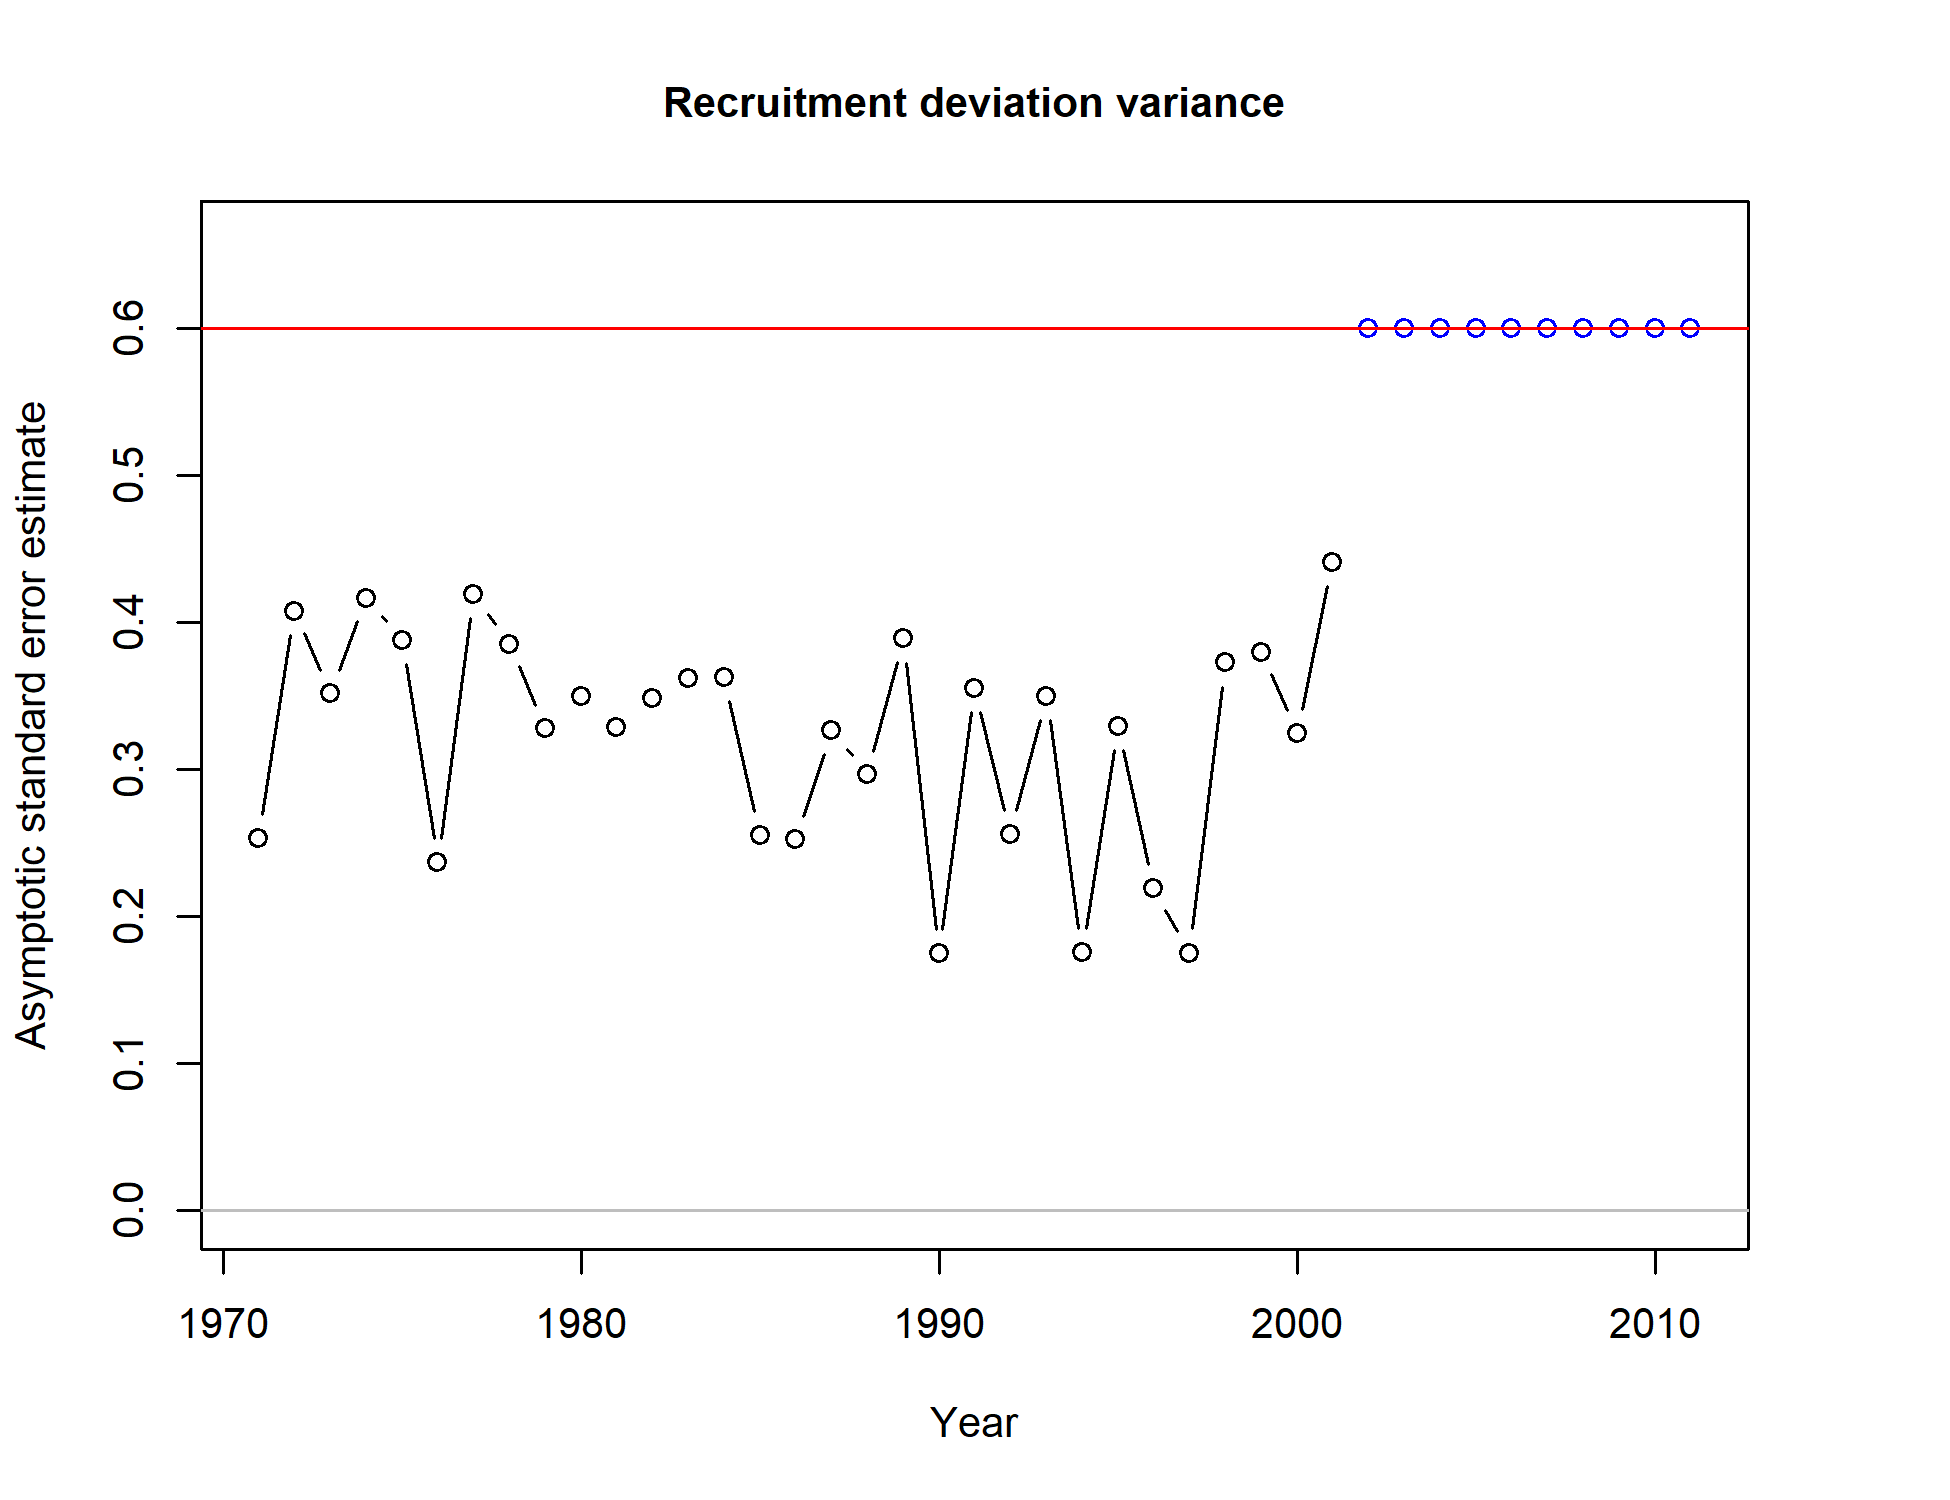 Recruitment deviation variance
Asymptotic standard error estimate
0.6
0.5
0.4
0.3
0.2
0.1
0.0
1970 1980 1990 2000 2010
Year